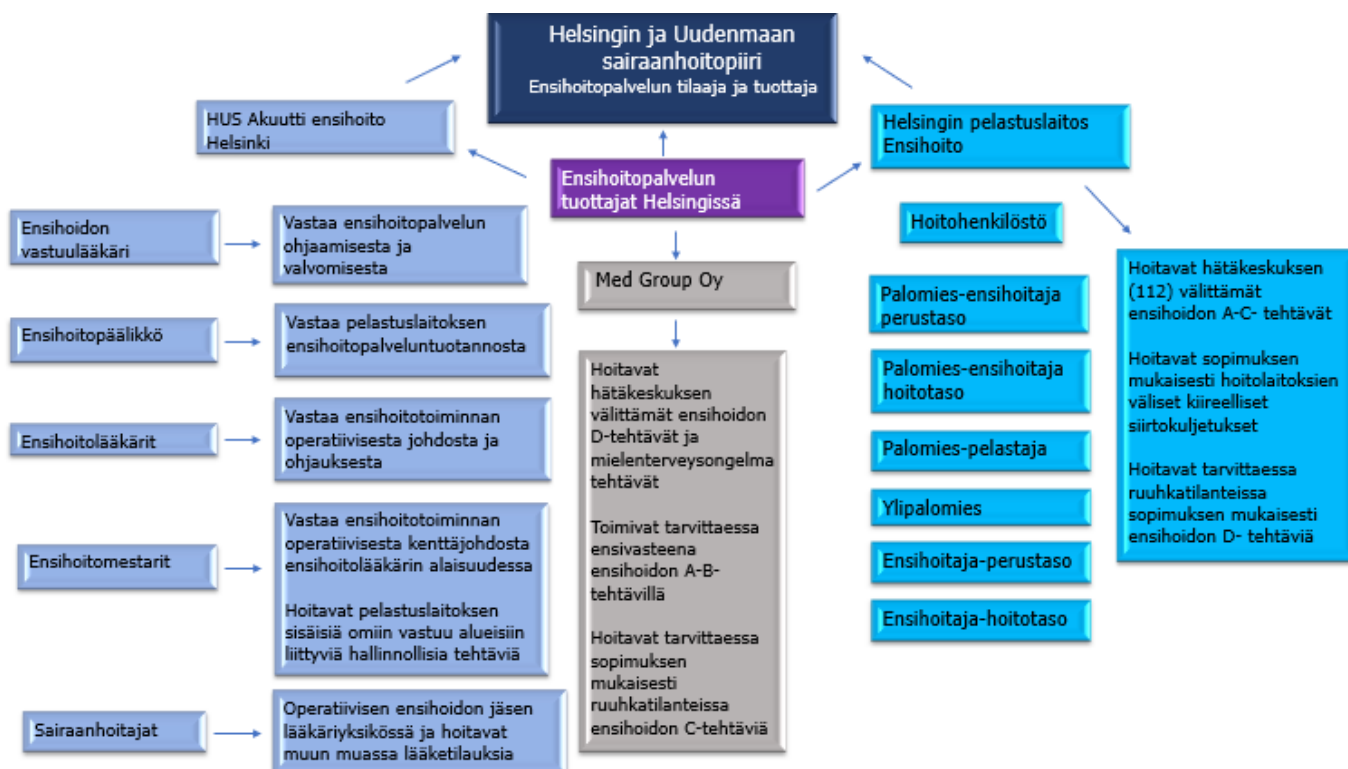 Helsingin ja Uudenmaan
sairaanhoitopiiri
Ensihoitopalvelun tilaaja ja tuottaja
HUS Akuutti ensihoito
Helsinki
Helsingin pelastuslaitos
Ensihoito
Ensihoitopalvelun
tuottajat Helsingissä
Ensihoidon
vastuulääkäri
Vastaa ensihoitopalvelun
ohjaamisesta ja
valvomisesta
Ensihoitopäälikkö
Vastaa pelastuslaitoksen
ensihoitopalveluntuotannosta
Ensihoitolääkärit
Vastaa ensihoitotoiminnan
operatiivisesta johdosta ja
ohjauksesta
Ensihoitomestarit
Vastaa ensihoitotoiminnan
operatiivisesta kenttäjohdosta
ensihoitolääkärin alaisuudessa
Hoitavat pelastuslaitoksen
sisäisiä omiin vastuu alueisiin
liittyviä hallinnollisia tehtäviä
Sairaanhoitajat
Operatiivisen ensihoidon jäsen
lääkäriyksikössä ja hoitavat
muun muassa lääketilauksia
Med Group Oy
Hoitavat
hätäkeskuksen
välittämät ensihoidon
D-tehtävät ja
mielenterveysongelma
tehtävät
Toimivat tarvittaessa
ensivasteena
ensihoidon A-B-
tehtävillä
Hoitavat tarvittaessa
sopimuksen
mukaisesti
ruuhkatilanteissa
ensihoidon C-tehtäviä
Hoitohenkilöstö
Palomies-ensihoitaja
perustaso
Palomies-ensihoitaja
hoitotaso
Palomies-pelastaja
Ylipalomies
Ensihoitaja-perustaso
Ensihoitaja-hoitotaso
Hoitavat hätäkeskuksen
(112) välittämät
ensihoidon A-C- tehtävät
Hoitavat sopimuksen
mukaisesti hoitolaitoksien
väliset kiireelliset
siirtokuljetukset
Hoitavat tarvittaessa
ruuhkatilanteissa
sopimuksen mukaisesti
ensihoidon D- tehtäviä